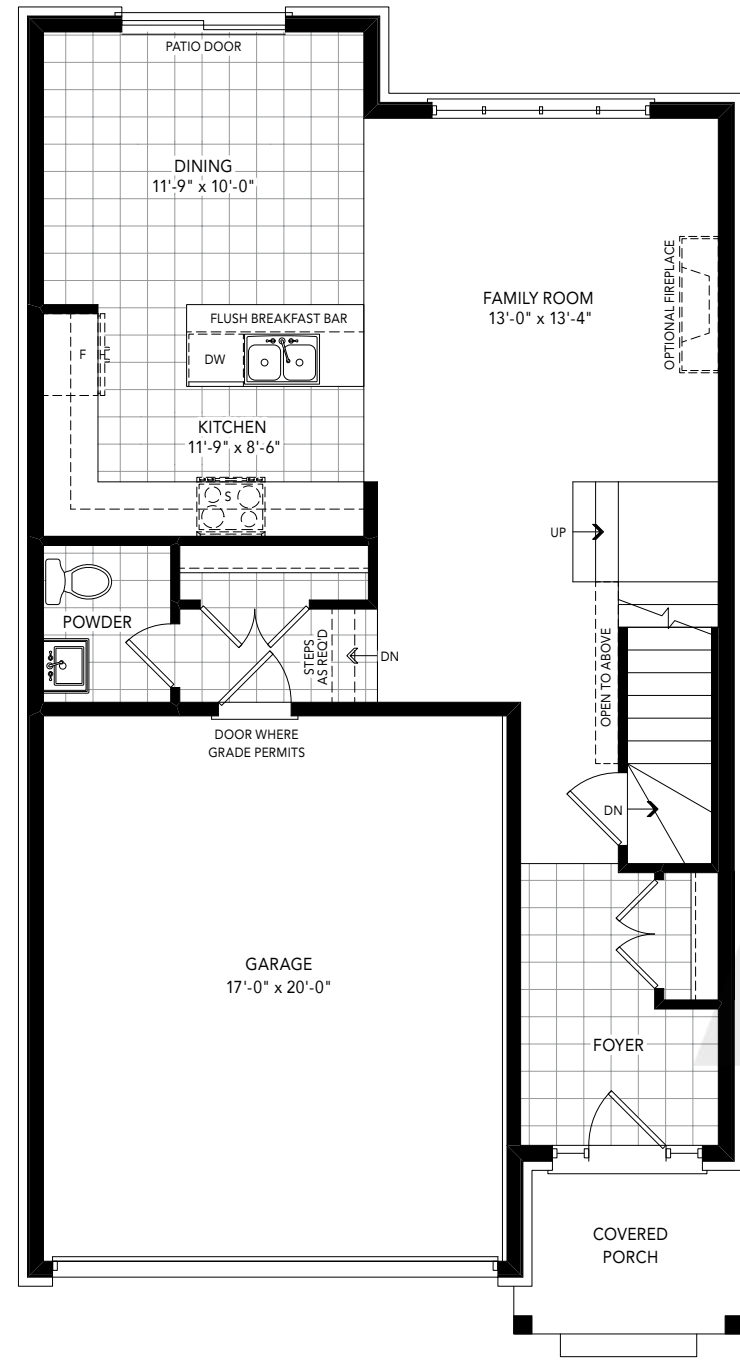 PATIO DOOR
DINING
11'-9" x 10'-0"
FAMILY ROOM
13'-0" x 13'-4"
OPTIONAL FIREPLACE
FLUSH BREAKFAST BAR
F
DW
KITCHEN
11'-9" x 8'-6"
S
UP
POWDER
STEPS
AS REQ'D
DN
OPEN TO ABOVE
DOOR WHERE
GRADE PERMITS
DN
GARAGE
17'-0" x 20'-0"
FOYER
COVERED
PORCH